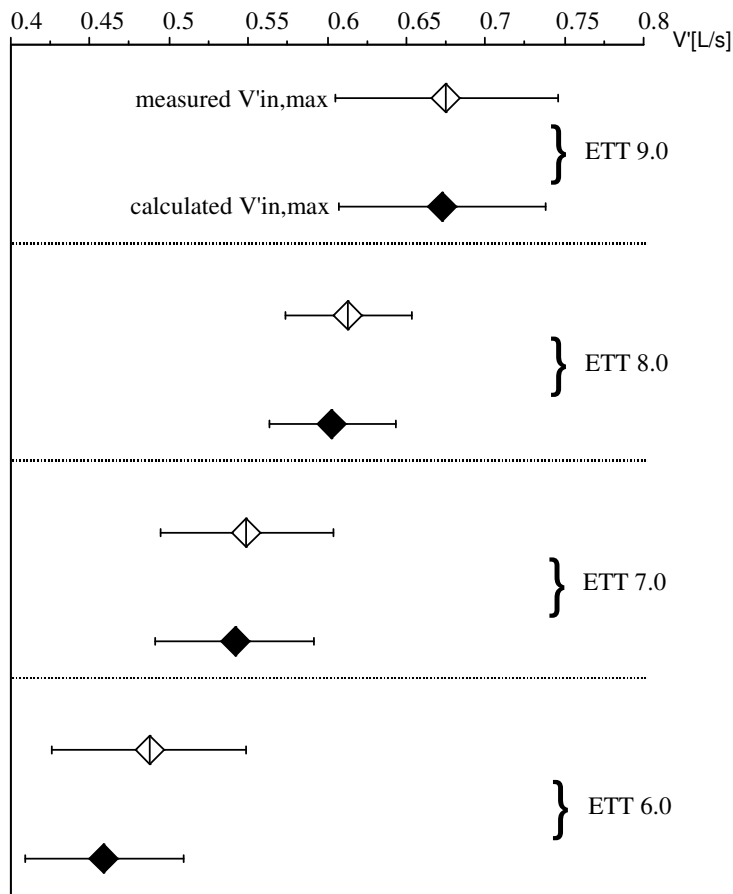 0.4 0.45 0.5 0.55 0.6 0.65 0.7 0.75 0.8
V'[L/s]
measured V'in,max
ETT 9.0
calculated V'in,max
ETT 8.0
ETT 7.0
ETT 6.0